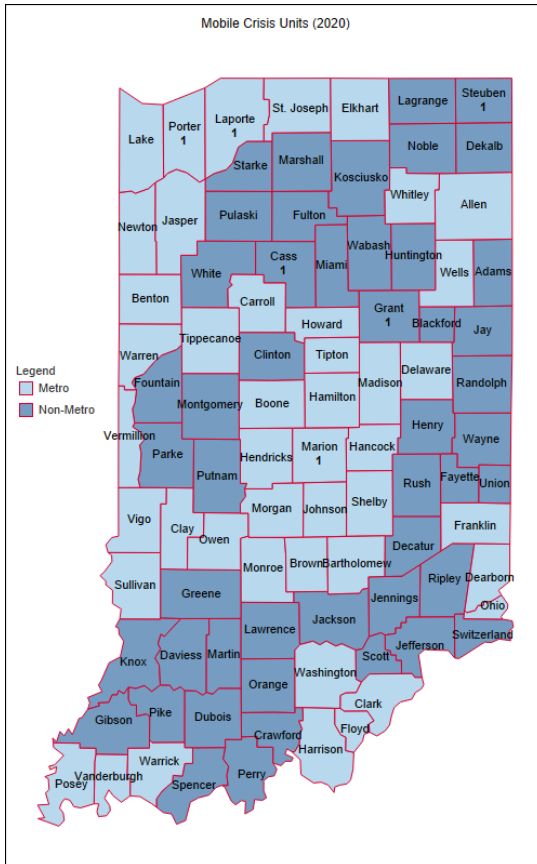 Mobile Crisis Units (2020)
St. Joseph
Elkhart
Lagrange
Steuben
1
Lake
Porter
1
Laporte
1
Noble
Dekalb
Starke
Marshall
Kosciusko
Whitley
Allen
Newton
Jasper
Pulaski
Fulton
Wabash
Huntington
Wells
Adams
White
Cass
1
Miami
Benton
Carroll
Grant
1
Blackford
Jay
Howard
Tippecanoe
Warren
Clinton
Tipton
Legend
Metro
Non-Metro
Fountain
Montgomery
Boone
Hamilton
Madison
Delaware
Randolph
Vermillion
Parke
Putnam
Hendricks
Marion
1
Hancock
Henry
Wayne
Rush
Fayette
Union
Vigo
Clay
Owen
Morgan
Johnson
Shelby
Franklin
Decatur
Sullivan
Greene
Monroe
Brown
Bartholomew
Jennings
Ripley
Dearborn
Ohio
Lawrence
Jackson
Switzerland
Jefferson
Scott
Knox
Daviess
Martin
Orange
Washington
Clark
Floyd
Harrison
Gibson
Pike
Dubois
Crawford
Posey
Vanderburgh
Warrick
Spencer
Perry